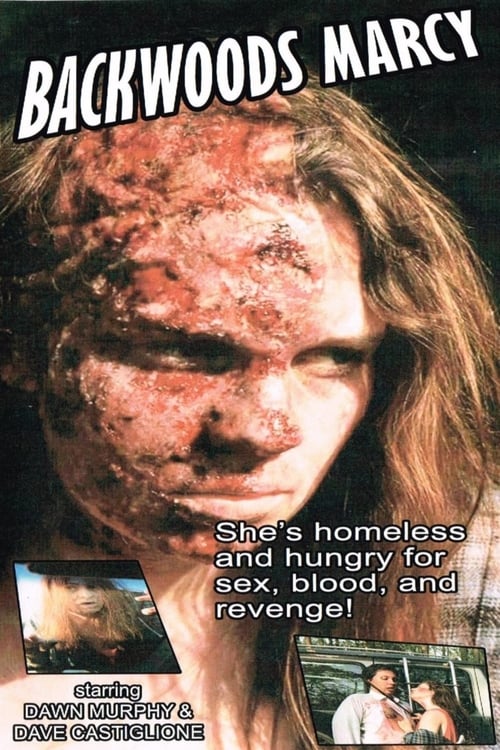 BACKWOODS MARCY
She's homeless
and hungry for
sex, blood, and
revenge!
starring
DAWN MURPHY &
DAVE CASTIGLIONE